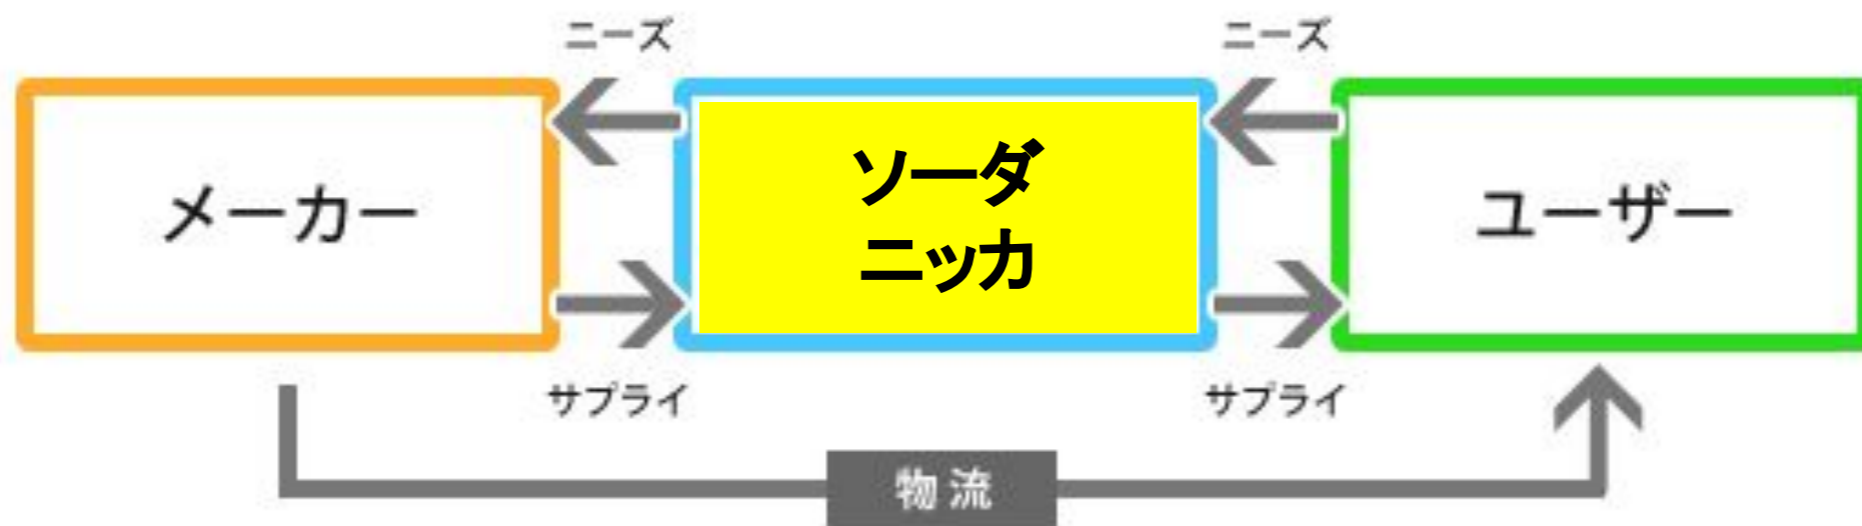 ニーズ
ニーズ
メーカー
ソーダ
ニッカ
ユーザー
サプライ
サプライ
物流